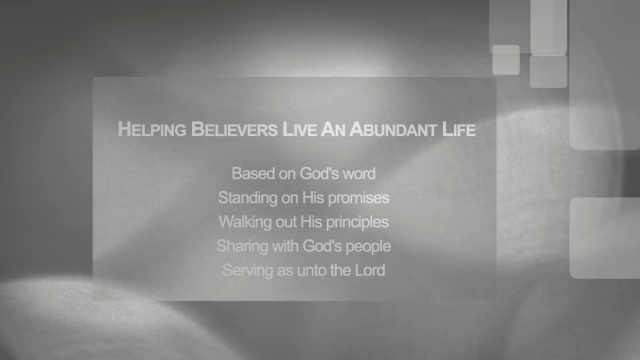 Helping Believers Live An Abundant Life
Based on God's word
Standing on His promises
Walking out His principles
Sharing with God's people
Serving as unto the Lord